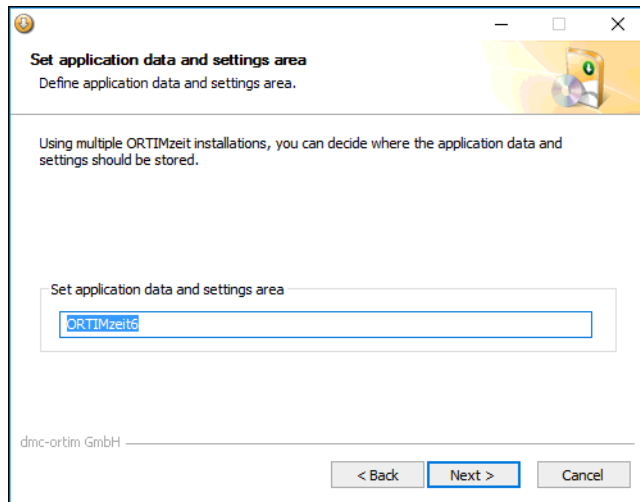 Set application data and settings area
Define application data and settings area.
Using multiple ORTIMzeit installations, you can decide where the application data and
settings should be stored.
Set application data and settings area
ORTIMzeit6
dmc-ortim GmbH
< Back Next > Cancel